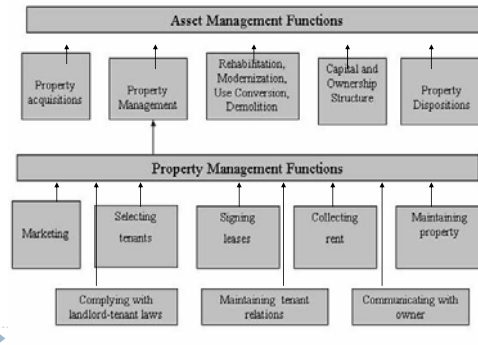 Asset Management Functions
Property
acquisitions
Property
Management
Rehabilitation,
Modernization,
Use Conversion,
Demolition
Capital and
Ownership
Structure
Property
Dispositions
Property Management Functions
Marketing
Selecting
tenants
Signing
leases
Collecting
rent
Maintaining
property
Complying with
landlord-tenant laws
Maintaining tenant
relations
Communicating with
owner